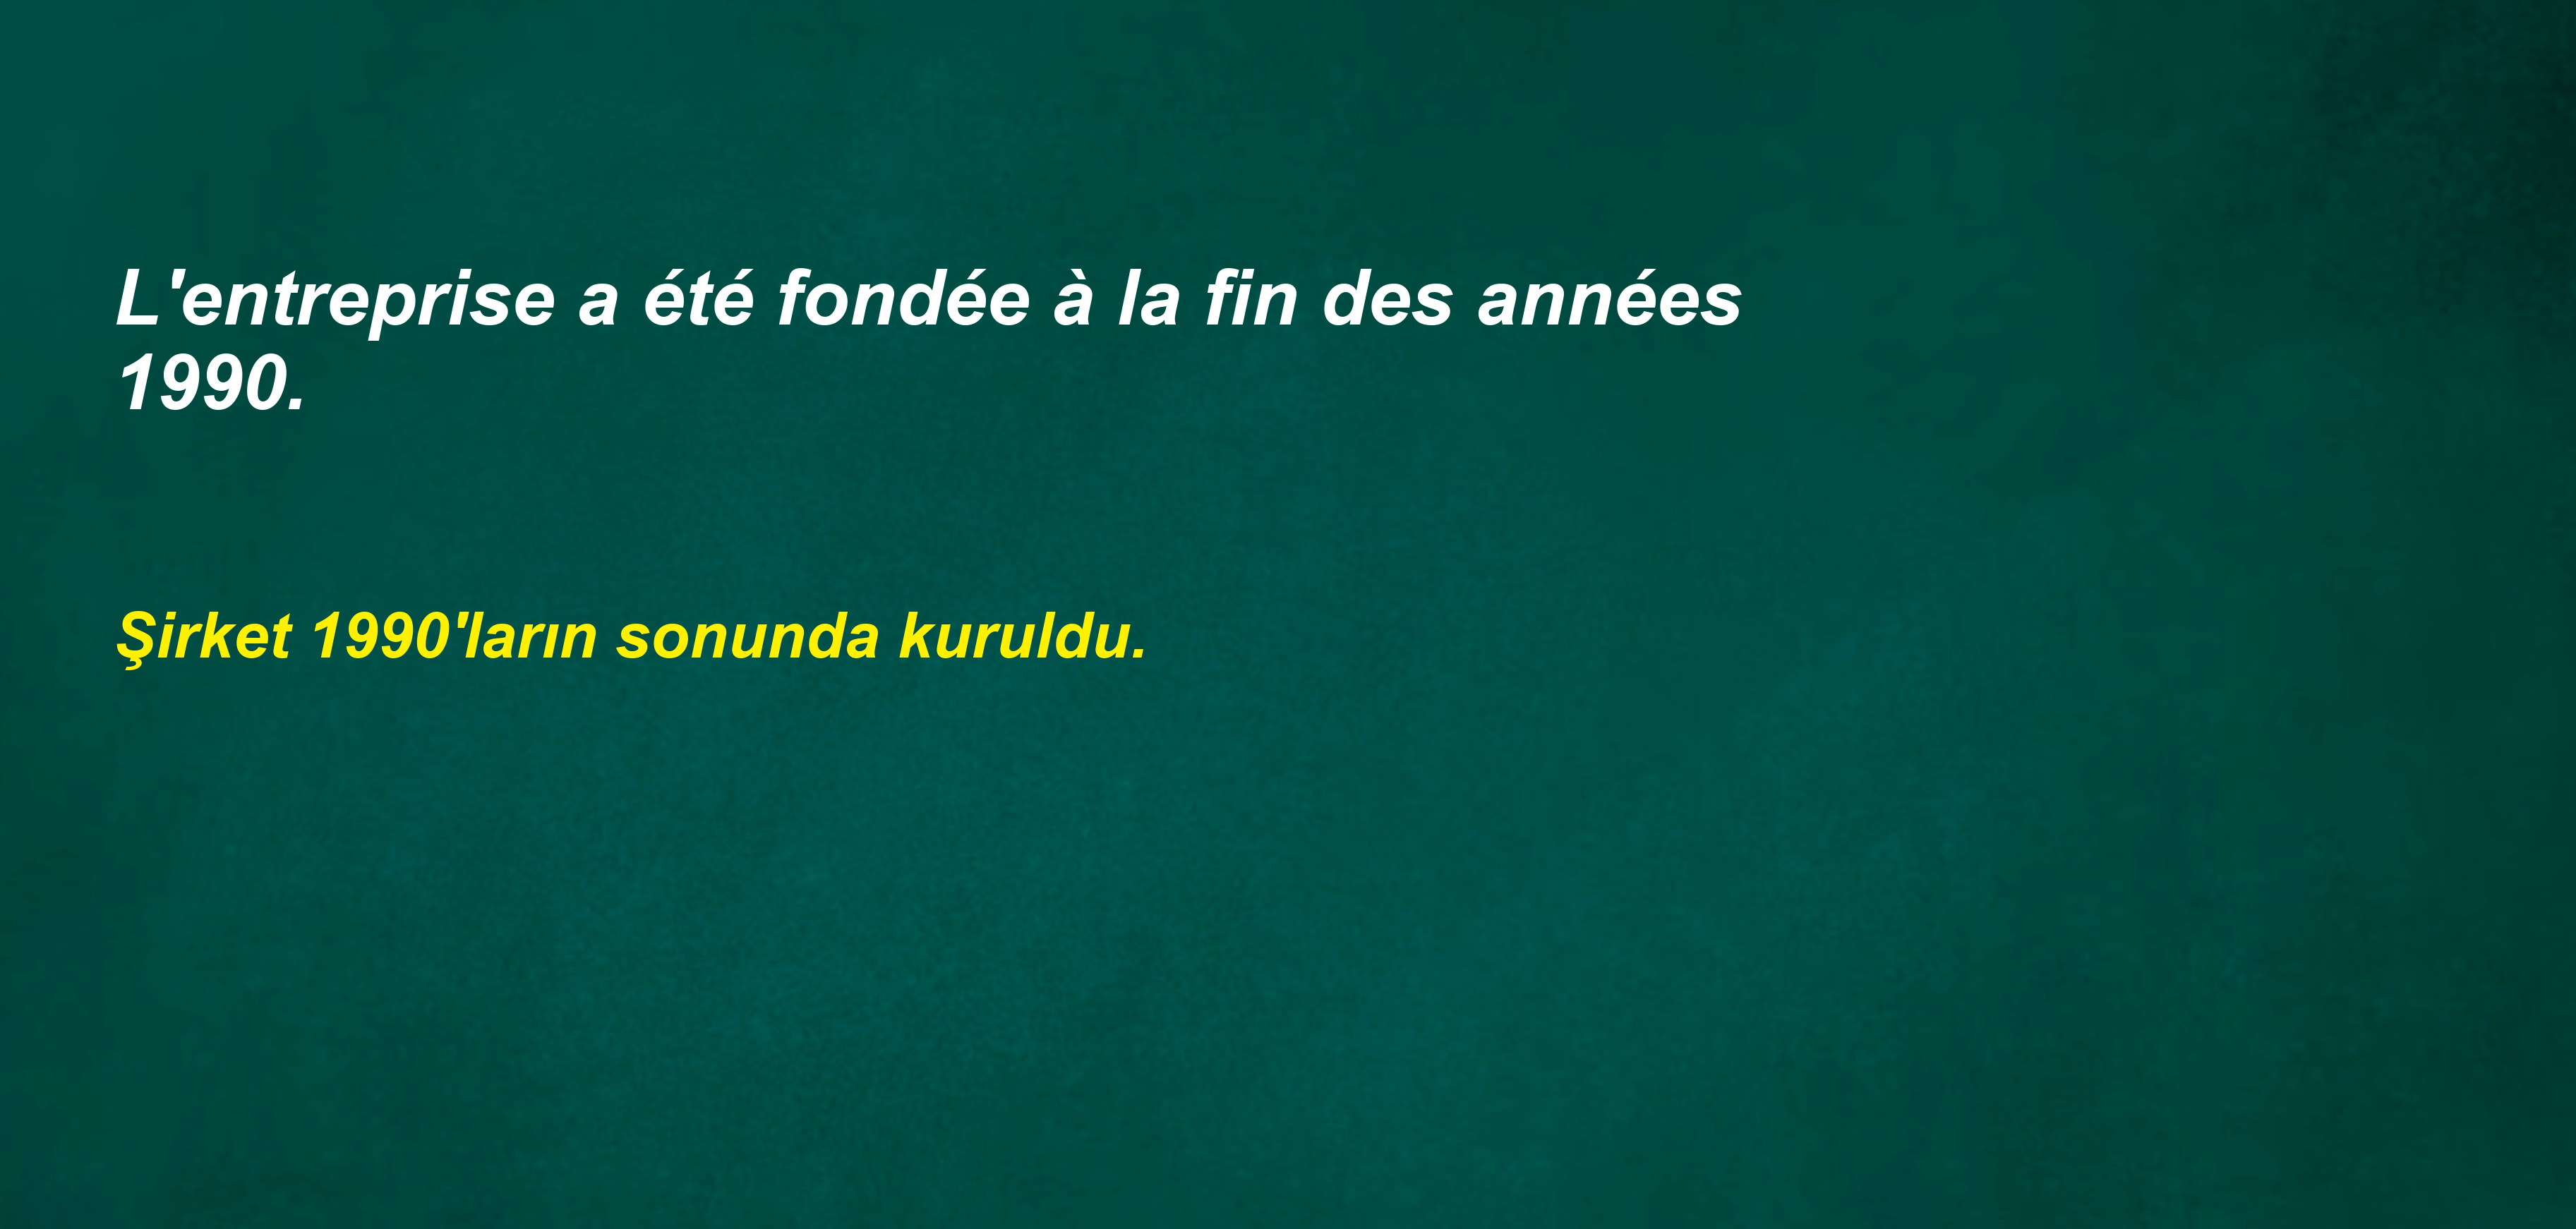 L'entreprise a été fondée à la fin des années
1990.
Şirket 1990'ların sonunda kuruldu.